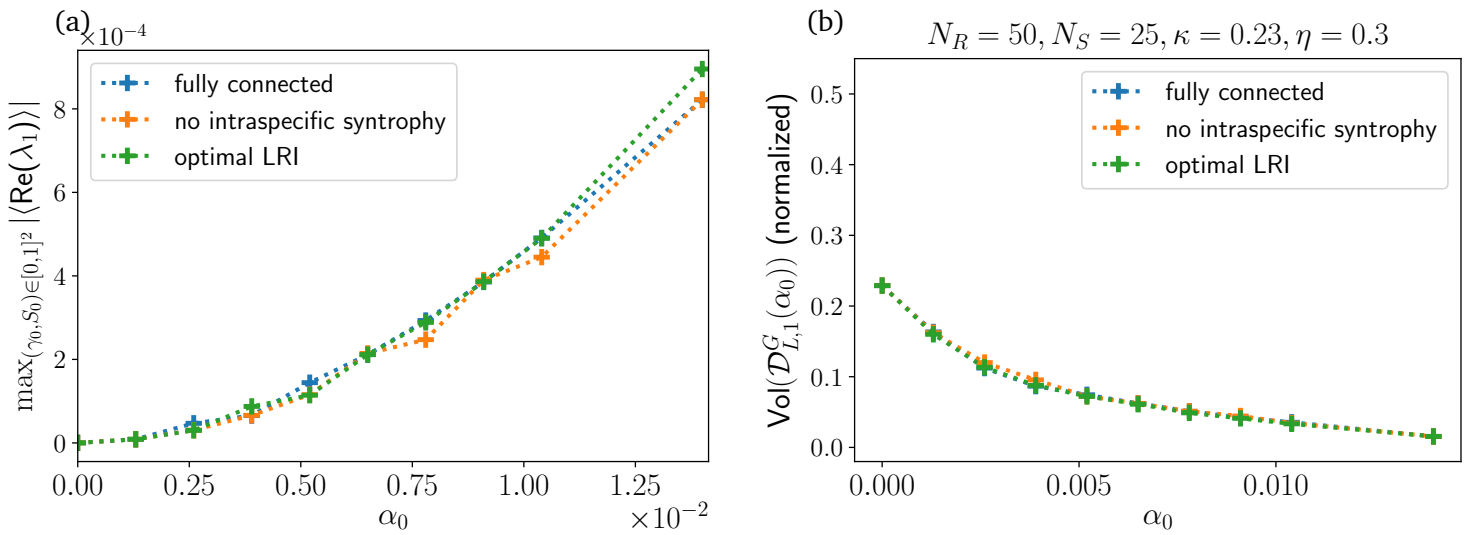 (a)
×10⁻⁴
fully connected
no intraspecific syntrophy
optimal LRI
8
6
4
2
0
max_{(γ₀,S₀)∈[0,1]²} |⟨Re(λ₁)⟩|
0.00 0.25 0.50 0.75 1.00 1.25
×10⁻²
α₀
(b)
N_R = 50, N_S = 25, κ = 0.23, η = 0.3
fully connected
no intraspecific syntrophy
optimal LRI
0.5
0.4
0.3
0.2
0.1
0.0
Vol(𝒟^G_{L,1}(α₀)) (normalized)
0.000 0.005 0.010
α₀